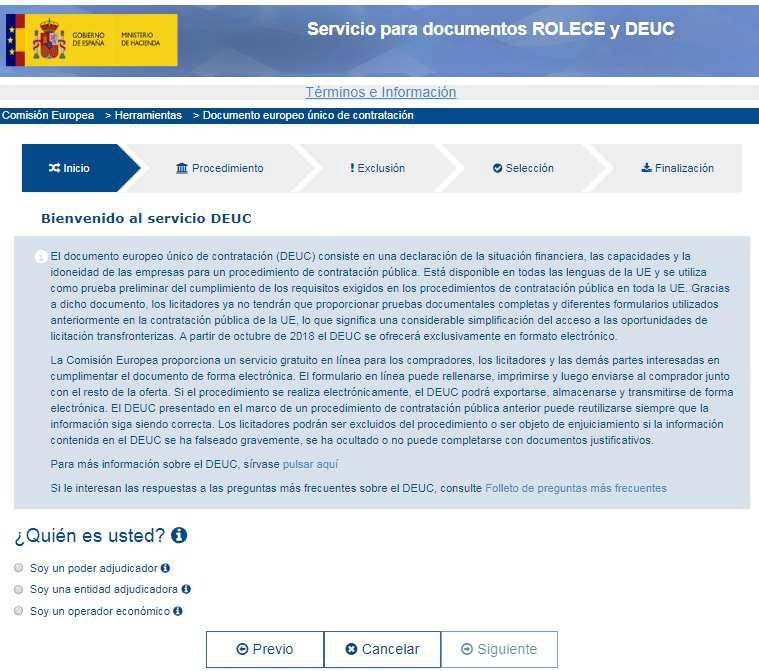 GOBIERNO
DE ESPAÑA
MINISTERIO
DE HACIENDA
Servicio para documentos ROLECE y DEUC
Términos e Información
Comisión Europea > Herramientas > Documento europeo único de contratación
Inicio
Procedimiento
Exclusión
Selección
Finalización
Bienvenido al servicio DEUC
El documento europeo único de contratación (DEUC) consiste en una declaración de la situación financiera, las capacidades y la
idoneidad de las empresas para un procedimiento de contratación pública. Está disponible en todas las lenguas de la UE y se utiliza
como prueba preliminar del cumplimiento de los requisitos exigidos en los procedimientos de contratación pública en toda la UE. Gracias
a dicho documento, los licitadores ya no tendrán que proporcionar pruebas documentales completas y diferentes formularios utilizados
anteriormente en la contratación pública de la UE, lo que significa una considerable simplificación del acceso a las oportunidades de
licitación transfronterizas. A partir de octubre de 2018 el DEUC se ofrecerá exclusivamente en formato electrónico.
La Comisión Europea proporciona un servicio gratuito en línea para los compradores, los licitadores y las demás partes interesadas en
cumplimentar el documento de forma electrónica. El formulario en línea puede rellenarse, imprimirse y luego enviarse al comprador junto
con el resto de la oferta. Si el procedimiento se realiza electrónicamente, el DEUC podrá exportarse, almacenarse y transmitirse de forma
electrónica. El DEUC presentado en el marco de un procedimiento de contratación pública anterior puede reutilizarse siempre que la
información siga siendo correcta. Los licitadores podrán ser excluidos del procedimiento o ser objeto de enjuiciamiento si la información
contenida en el DEUC se ha falseado gravemente, se ha ocultado o no puede completarse con documentos justificativos.
Para más información sobre el DEUC, sírvase pulsar aquí
Si le interesan las respuestas a las preguntas más frecuentes sobre el DEUC, consulte Folleto de preguntas más frecuentes
¿Quién es usted?
Soy un poder adjudicador
Soy una entidad adjudicadora
Soy un operador económico
Previo
Cancelar
Siguiente